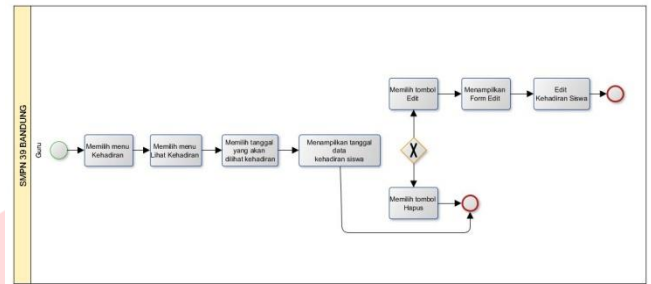 SMPN 39 BANDUNG
Guru
Memilih menu
Kehadiran
Memilih menu
Lihat Kehadiran
Memilih tanggal
yang akan
dilihat kehadiran
Menampilkan tanggal
data
kehadiran siswa
Memilih tombol
Edit
Menampilkan
Form Edit
Edit
Kehadiran Siswa
X
Memilih tombol
Hapus